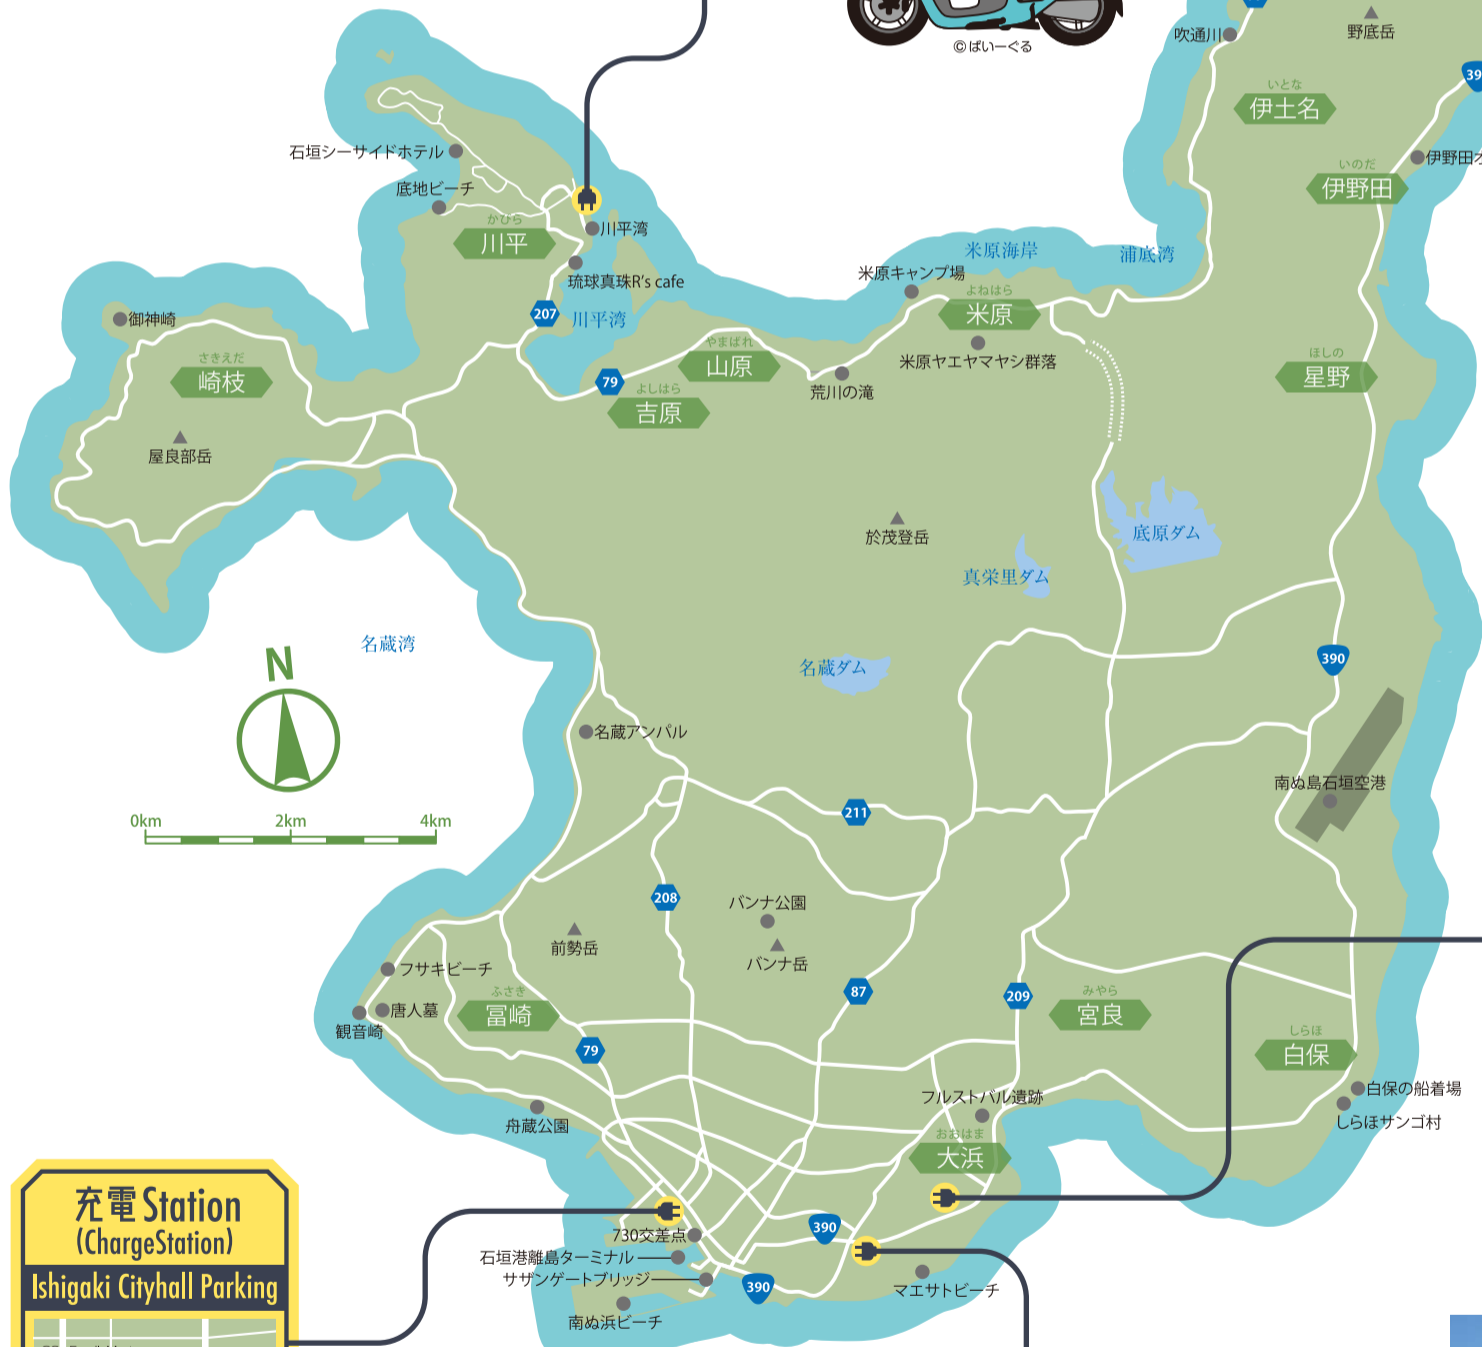 ©ぱいーぐる
吹通川
野底岳
39
いとな
伊土名
いのだ
伊野田
伊野田オ
石垣シーサイドホテル
底地ビーチ
かびら
川平
川平湾
琉球真珠R's cafe
207
川平湾
米原海岸
浦底湾
米原キャンプ場
よねはら
米原
米原ヤエヤマヤシ群落
御神崎
さきえだ
崎枝
屋良部岳
やまばれ
山原
79
よしはら
吉原
荒川の滝
ほしの
星野
於茂登岳
底原ダム
真栄里ダム
名蔵湾
名蔵ダム
390
N
名蔵アンパル
0km
2km
4km
211
南ぬ島石垣空港
208
バンナ公園
前勢岳
バンナ岳
フサキビーチ
唐人墓
観音崎
ふさき
冨崎
87
209
みやら
宮良
79
しらほ
白保
白保の船着場
しらほサンゴ村
フルストバル遺跡
舟蔵公園
おおはま
大浜
充電 Station
(ChargeStation)
Ishigaki Cityhall Parking
730交差点
390
石垣港離島ターミナル
サザンゲートブリッジ
390
マエサトビーチ
南ぬ浜ビーチ